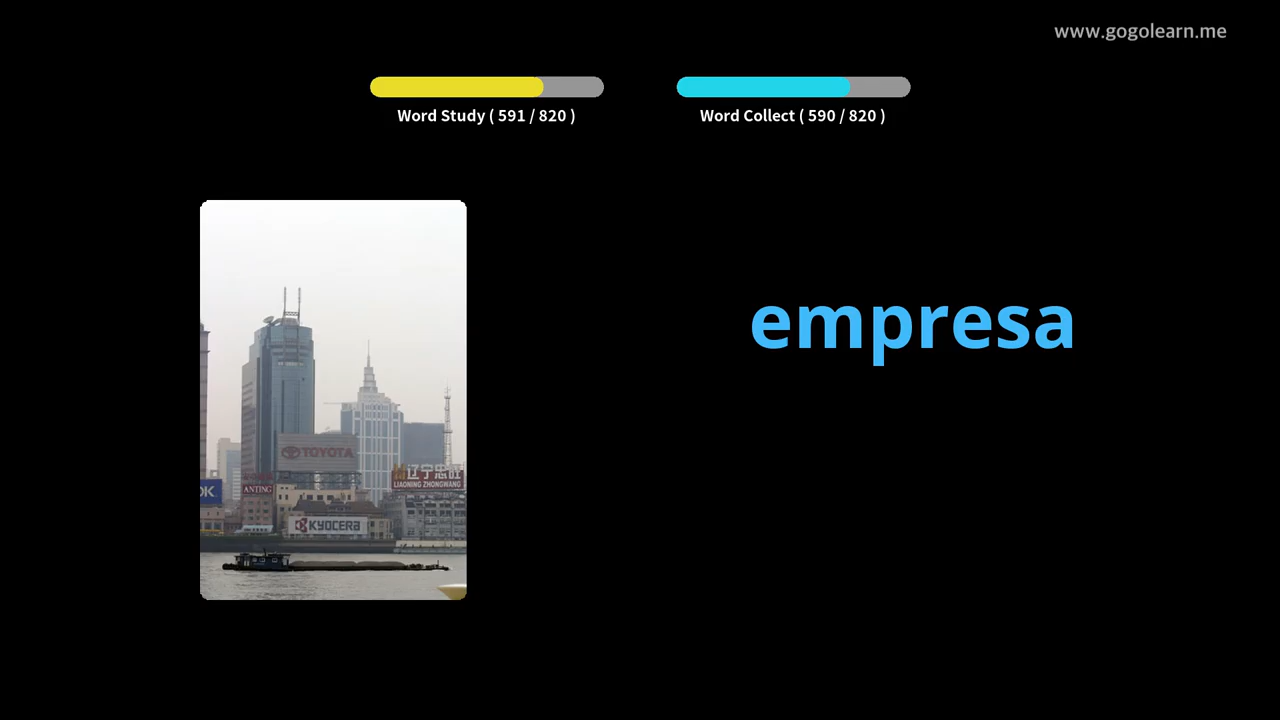 www.gogolearn.me
Word Study ( 591 / 820 )
Word Collect ( 590 / 820 )
empresa
TOYOTA
辽宁忠旺
LIAONING ZHONGWANG
ANTING
OK
KYOCERA